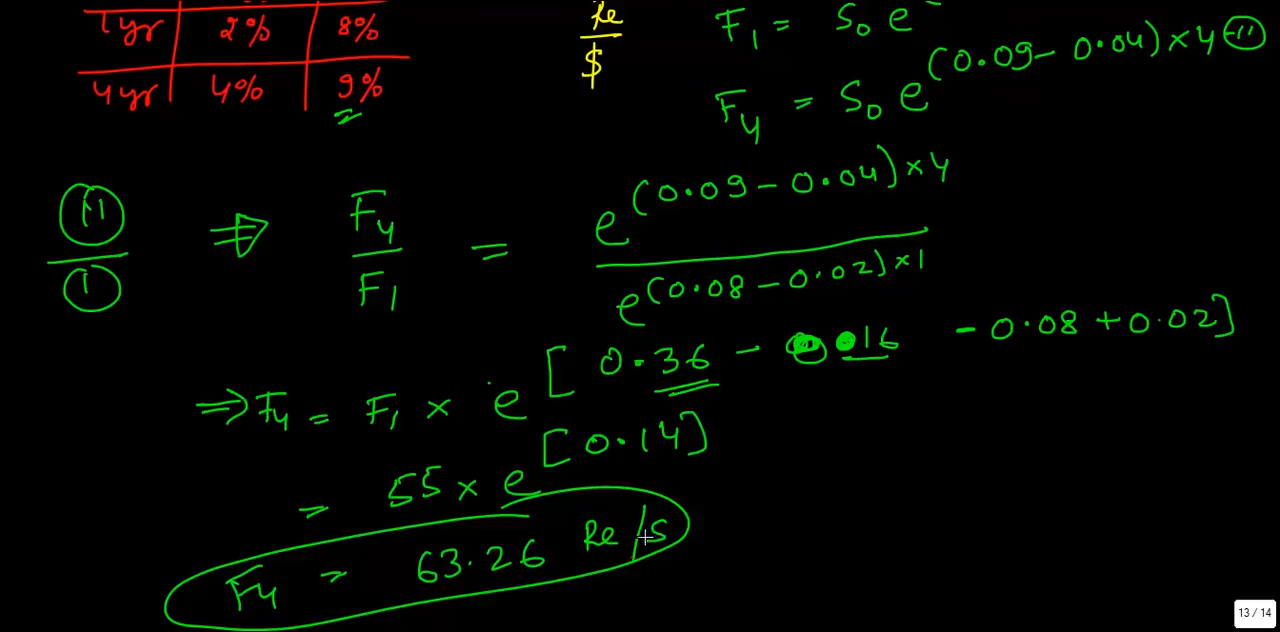 1yr 2% 8%
4yr 4% 9%
Re/$
F₁ = S₀ e
F₄ = S₀ e^(0.09-0.04)×4 -II
II/I ⇒ F₄/F₁ = e^(0.09-0.04)×4 / e^(0.08-0.02)×1
⇒ F₄ = F₁ × e^[0.36 - 0.16 - 0.08+0.02]
= 55 × e^[0.14]
F₄ = 63.26 Re/$
13 / 14